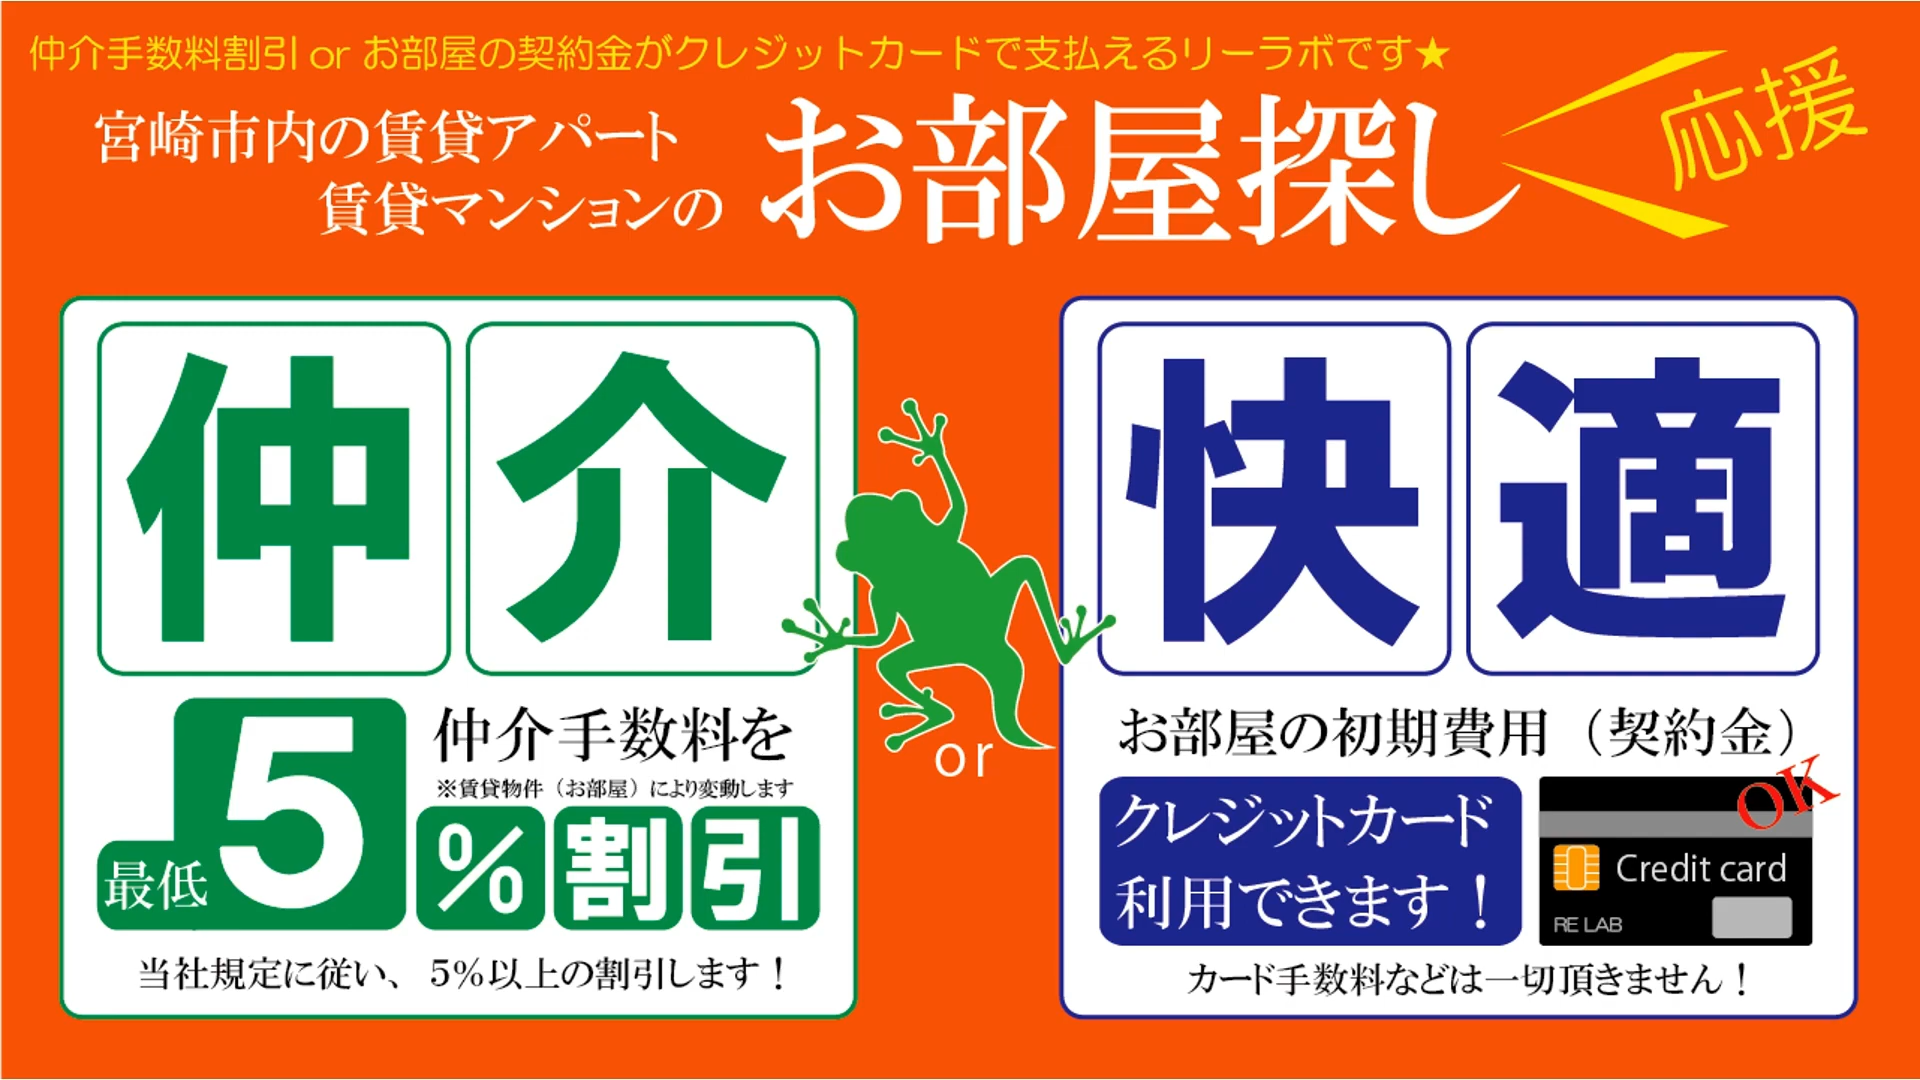 仲介手数料割引 or お部屋の契約金がクレジットカードで支払えるリーラボです★
宮崎市内の賃貸アパート
賃貸マンションの
お部屋探し
応援
仲介
仲介手数料を
※賃貸物件（お部屋）により変動します
最低5%割引
当社規定に従い、5%以上の割引します！
or
快適
お部屋の初期費用（契約金）
クレジットカード
利用できます！
OK
Credit card
RE LAB
カード手数料などは一切頂きません！